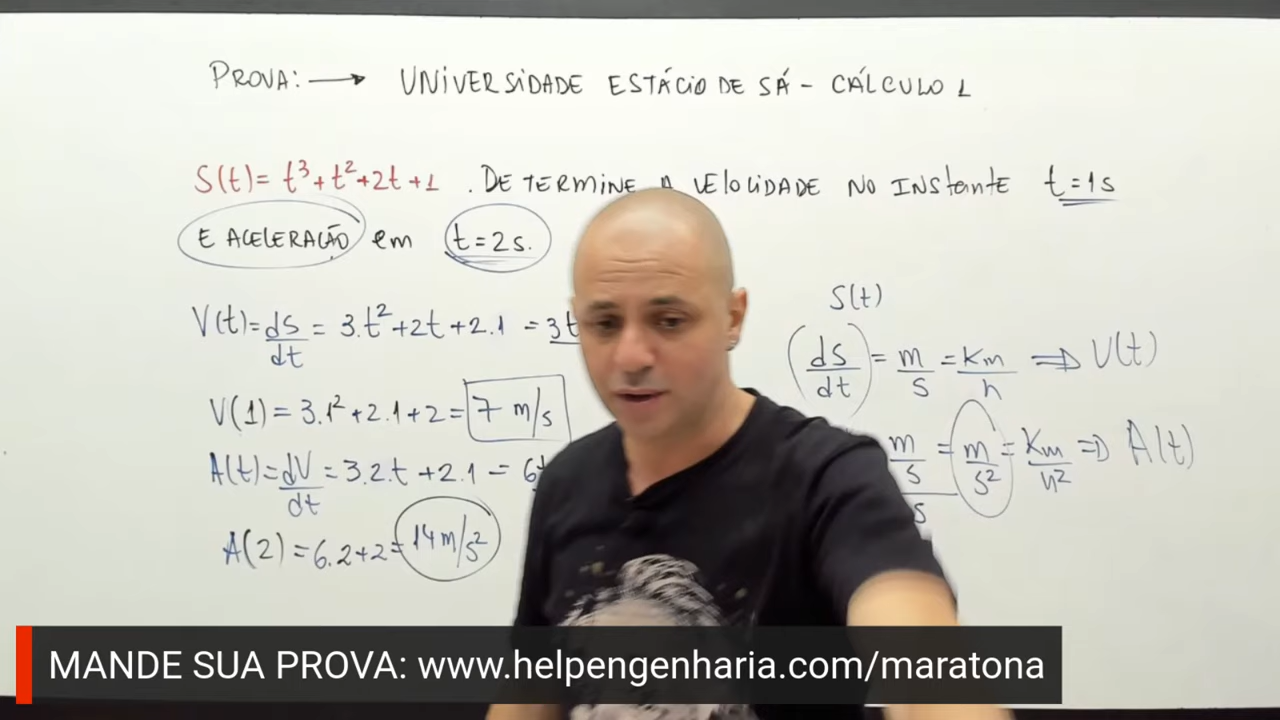 PROVA: → UNIVERSIDADE ESTÁCIO DE SÁ - CÁLCULO 1
S(t)= t³+t²+2t+1 . DETERMINE A VELOCIDADE NO INSTANTE t=1s
E ACELERAÇÃO em t=2s.
V(t)=dS/dt = 3.t²+2t+2.1 = 3t
V(1)=3.1²+2.1+2= 7 m/s
A(t)=dV/dt=3.2.t+2.1=6t
A(2)=6.2+2=14m/s²
S(t)
dS/dt = m/s = Km/h ⇒ V(t)
m/s/s = m/s² = Km/h² ⇒ A(t)
MANDE SUA PROVA: www.helpengenharia.com/maratona